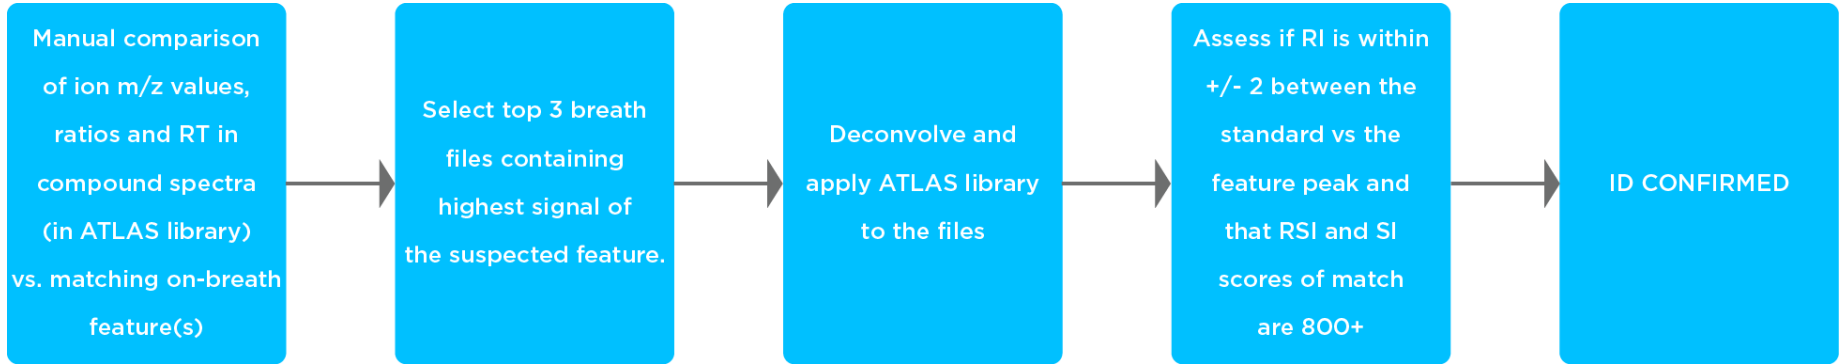 Manual comparison
of ion m/z values,
ratios and RT in
compound spectra
(in ATLAS library)
vs. matching on-breath
feature(s)
Select top 3 breath
files containing
highest signal of
the suspected feature.
Deconvolve and
apply ATLAS library
to the files
Assess if RI is within
+/- 2 between the
standard vs the
feature peak and
that RSI and SI
scores of match
are 800+
ID CONFIRMED